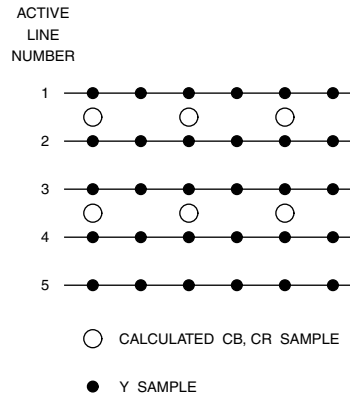 ACTIVE
LINE
NUMBER
1
2
3
4
5
CALCULATED CB, CR SAMPLE
Y SAMPLE